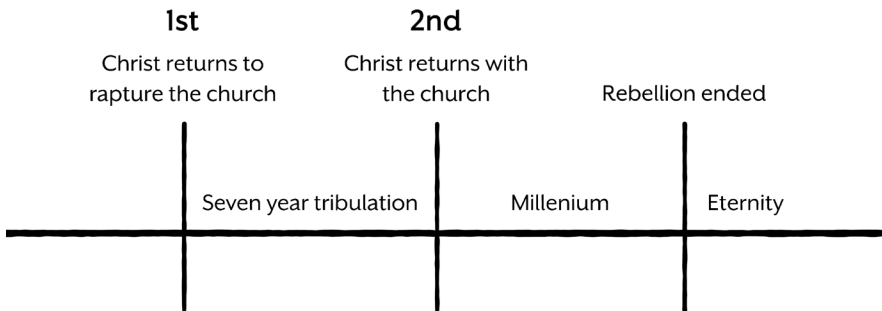 1st
2nd
Christ returns to
rapture the church
Christ returns with
the church
Rebellion ended
Seven year tribulation
Millenium
Eternity